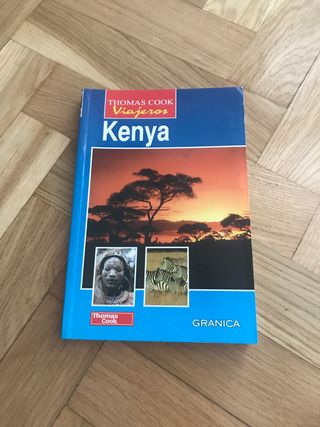 THOMAS COOK
Viajeros
Kenya
Thomas
Cook
GRANICA